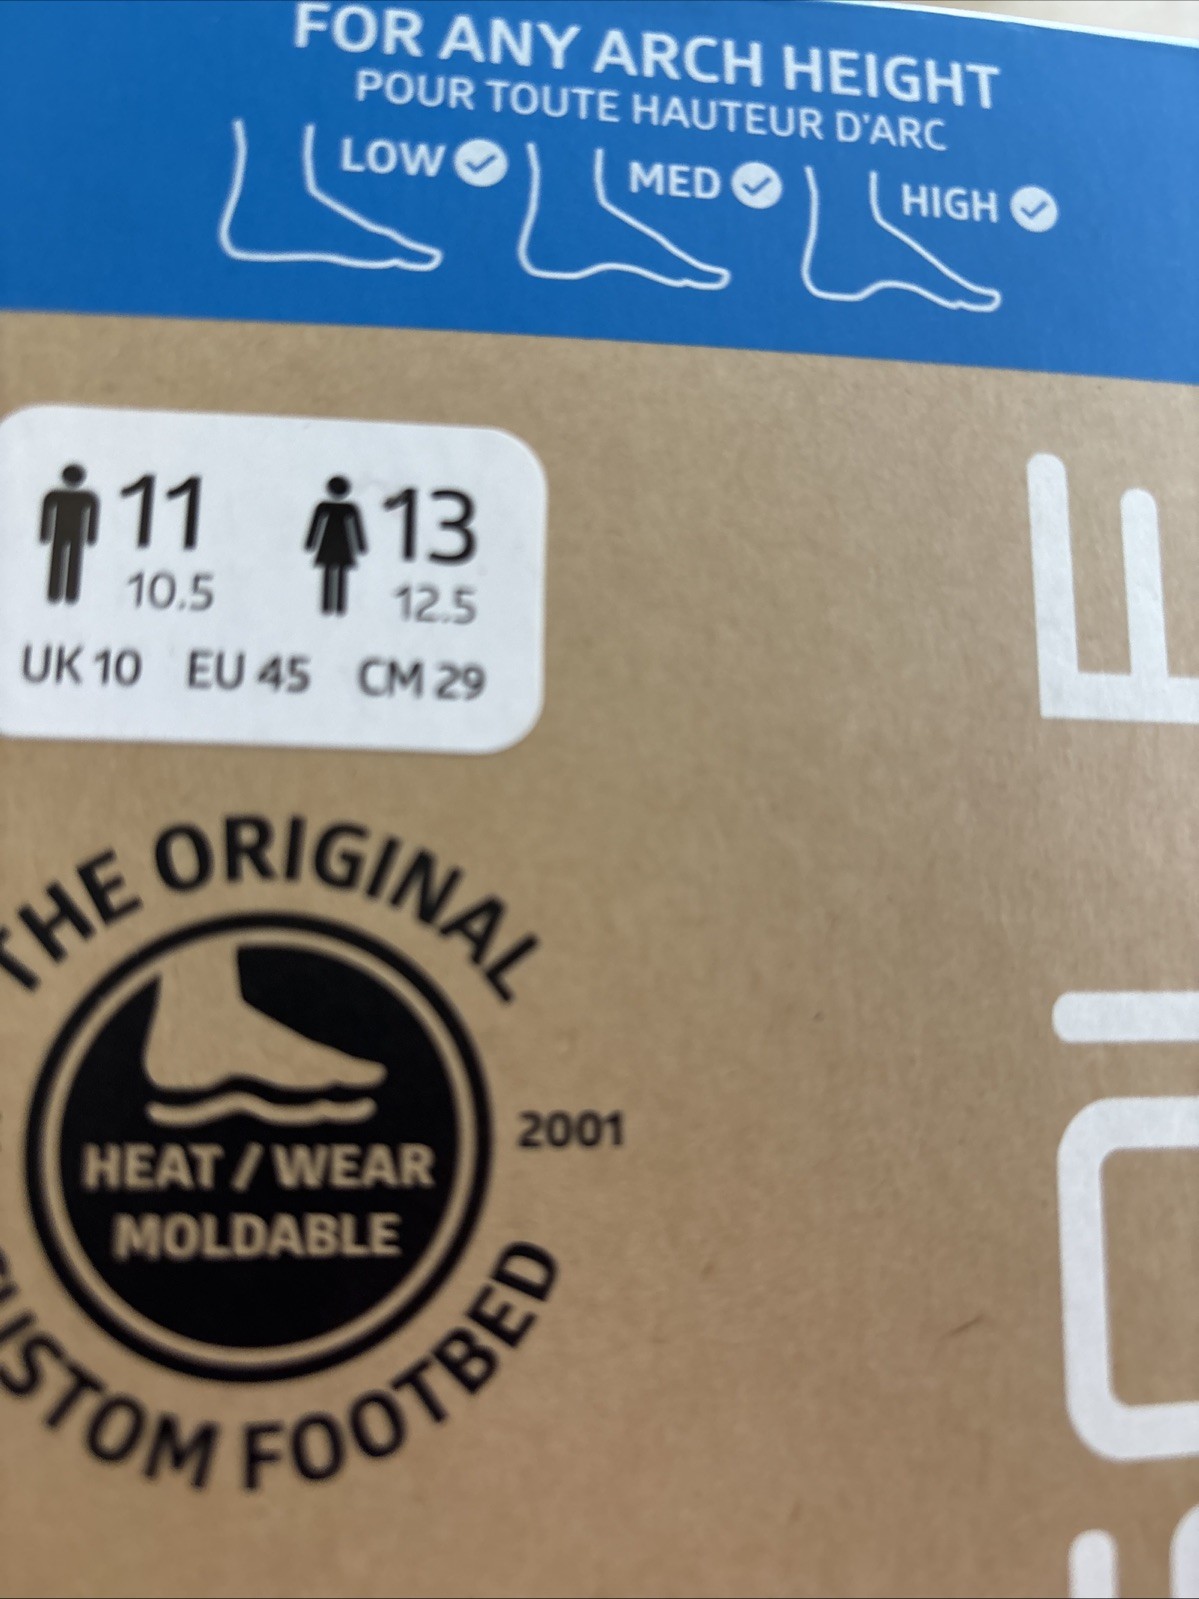 FOR ANY ARCH HEIGHT
POUR TOUTE HAUTEUR D'ARC
LOW MED HIGH
11 13
10.5 12.5
UK 10 EU 45 CM 29
THE ORIGINAL
HEAT / WEAR
MOLDABLE
2001
CUSTOM FOOTBED